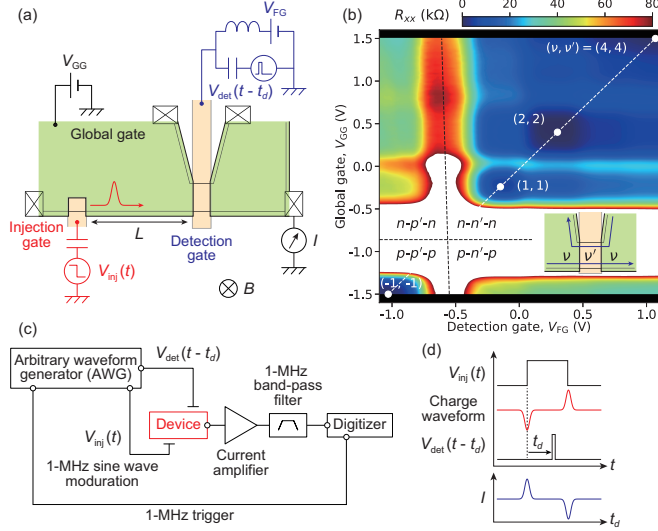 (a)
V_FG
V_GG
V_det(t - t_d)
Global gate
L
Injection
gate
Detection
gate
I
V_inj(t)
B
(b)
R_xx (kΩ)
0 20 40 60 80
(ν, ν') = (4, 4)
(2, 2)
(1, 1)
n-p'-n n-n'-n
p-p'-p p-n'-p
(-1, -1)
ν ν' ν
1.5
1.0
0.5
0.0
-0.5
-1.0
-1.5
Global gate, V_GG (V)
-1.0 -0.5 0.0 0.5 1.0
Detection gate, V_FG (V)
(c)
Arbitrary waveform
generator (AWG)
V_det(t - t_d)
V_inj(t)
1-MHz sine wave
moduration
Device
Current
amplifier
1-MHz
band-pass
filter
Digitizer
1-MHz trigger
(d)
V_inj(t)
Charge
waveform
V_det(t - t_d)
t_d
t
I
t_d